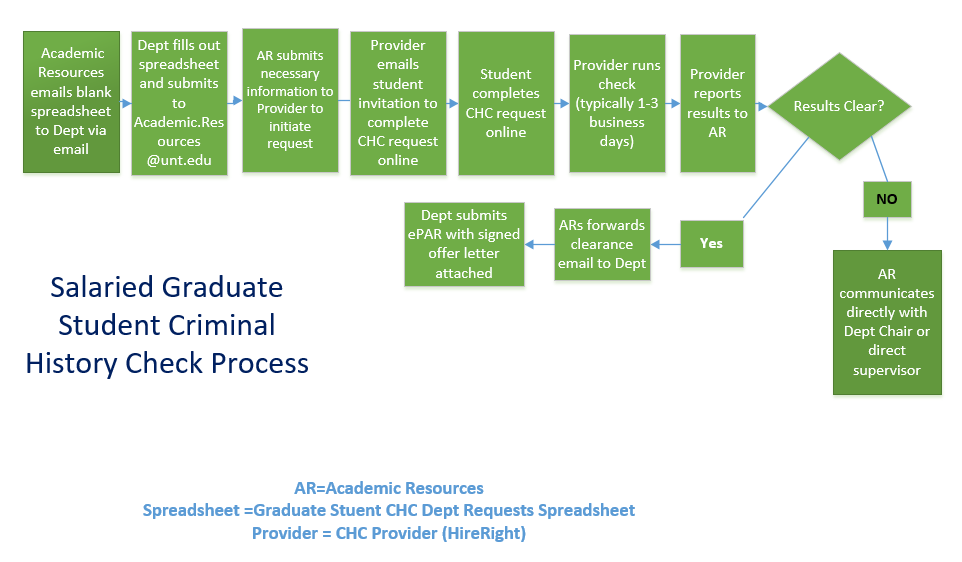 Academic
Resources
emails blank
spreadsheet
to Dept via
email
Dept fills out
spreadsheet
and submits
to
Academic.Res
ources
@unt.edu
AR submits
necessary
information to
Provider to
initiate
request
Provider
emails
student
invitation to
complete
CHC request
online
Student
completes
CHC request
online
Provider runs
check
(typically 1-3
business
days)
Provider
reports
results to
AR
Results Clear?
NO
Yes
ARs forwards
clearance
email to Dept
Dept submits
ePAR with signed
offer letter
attached
AR
communicates
directly with
Dept Chair or
direct
supervisor
Salaried Graduate
Student Criminal
History Check Process
AR=Academic Resources
Spreadsheet =Graduate Stuent CHC Dept Requests Spreadsheet
Provider = CHC Provider (HireRight)